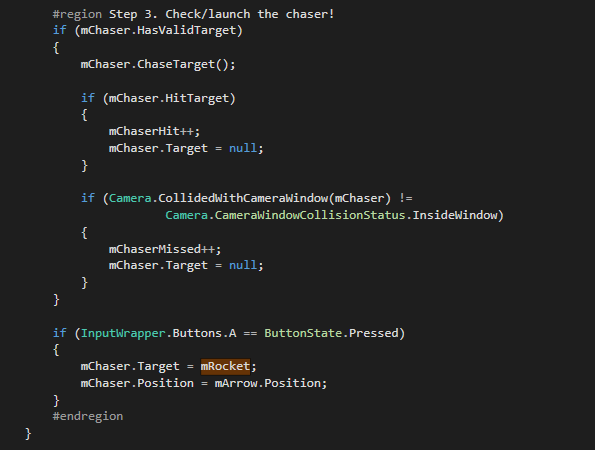 #region Step 3. Check/launch the chaser!
if (mChaser.HasValidTarget)
{
mChaser.ChaseTarget();
if (mChaser.HitTarget)
{
mChaserHit++;
mChaser.Target = null;
}
if (Camera.CollidedWithCameraWindow(mChaser) !=
Camera.CameraWindowCollisionStatus.InsideWindow)
{
mChaserMissed++;
mChaser.Target = null;
}
}
if (InputWrapper.Buttons.A == ButtonState.Pressed)
{
mChaser.Target = mRocket;
mChaser.Position = mArrow.Position;
}
#endregion
}